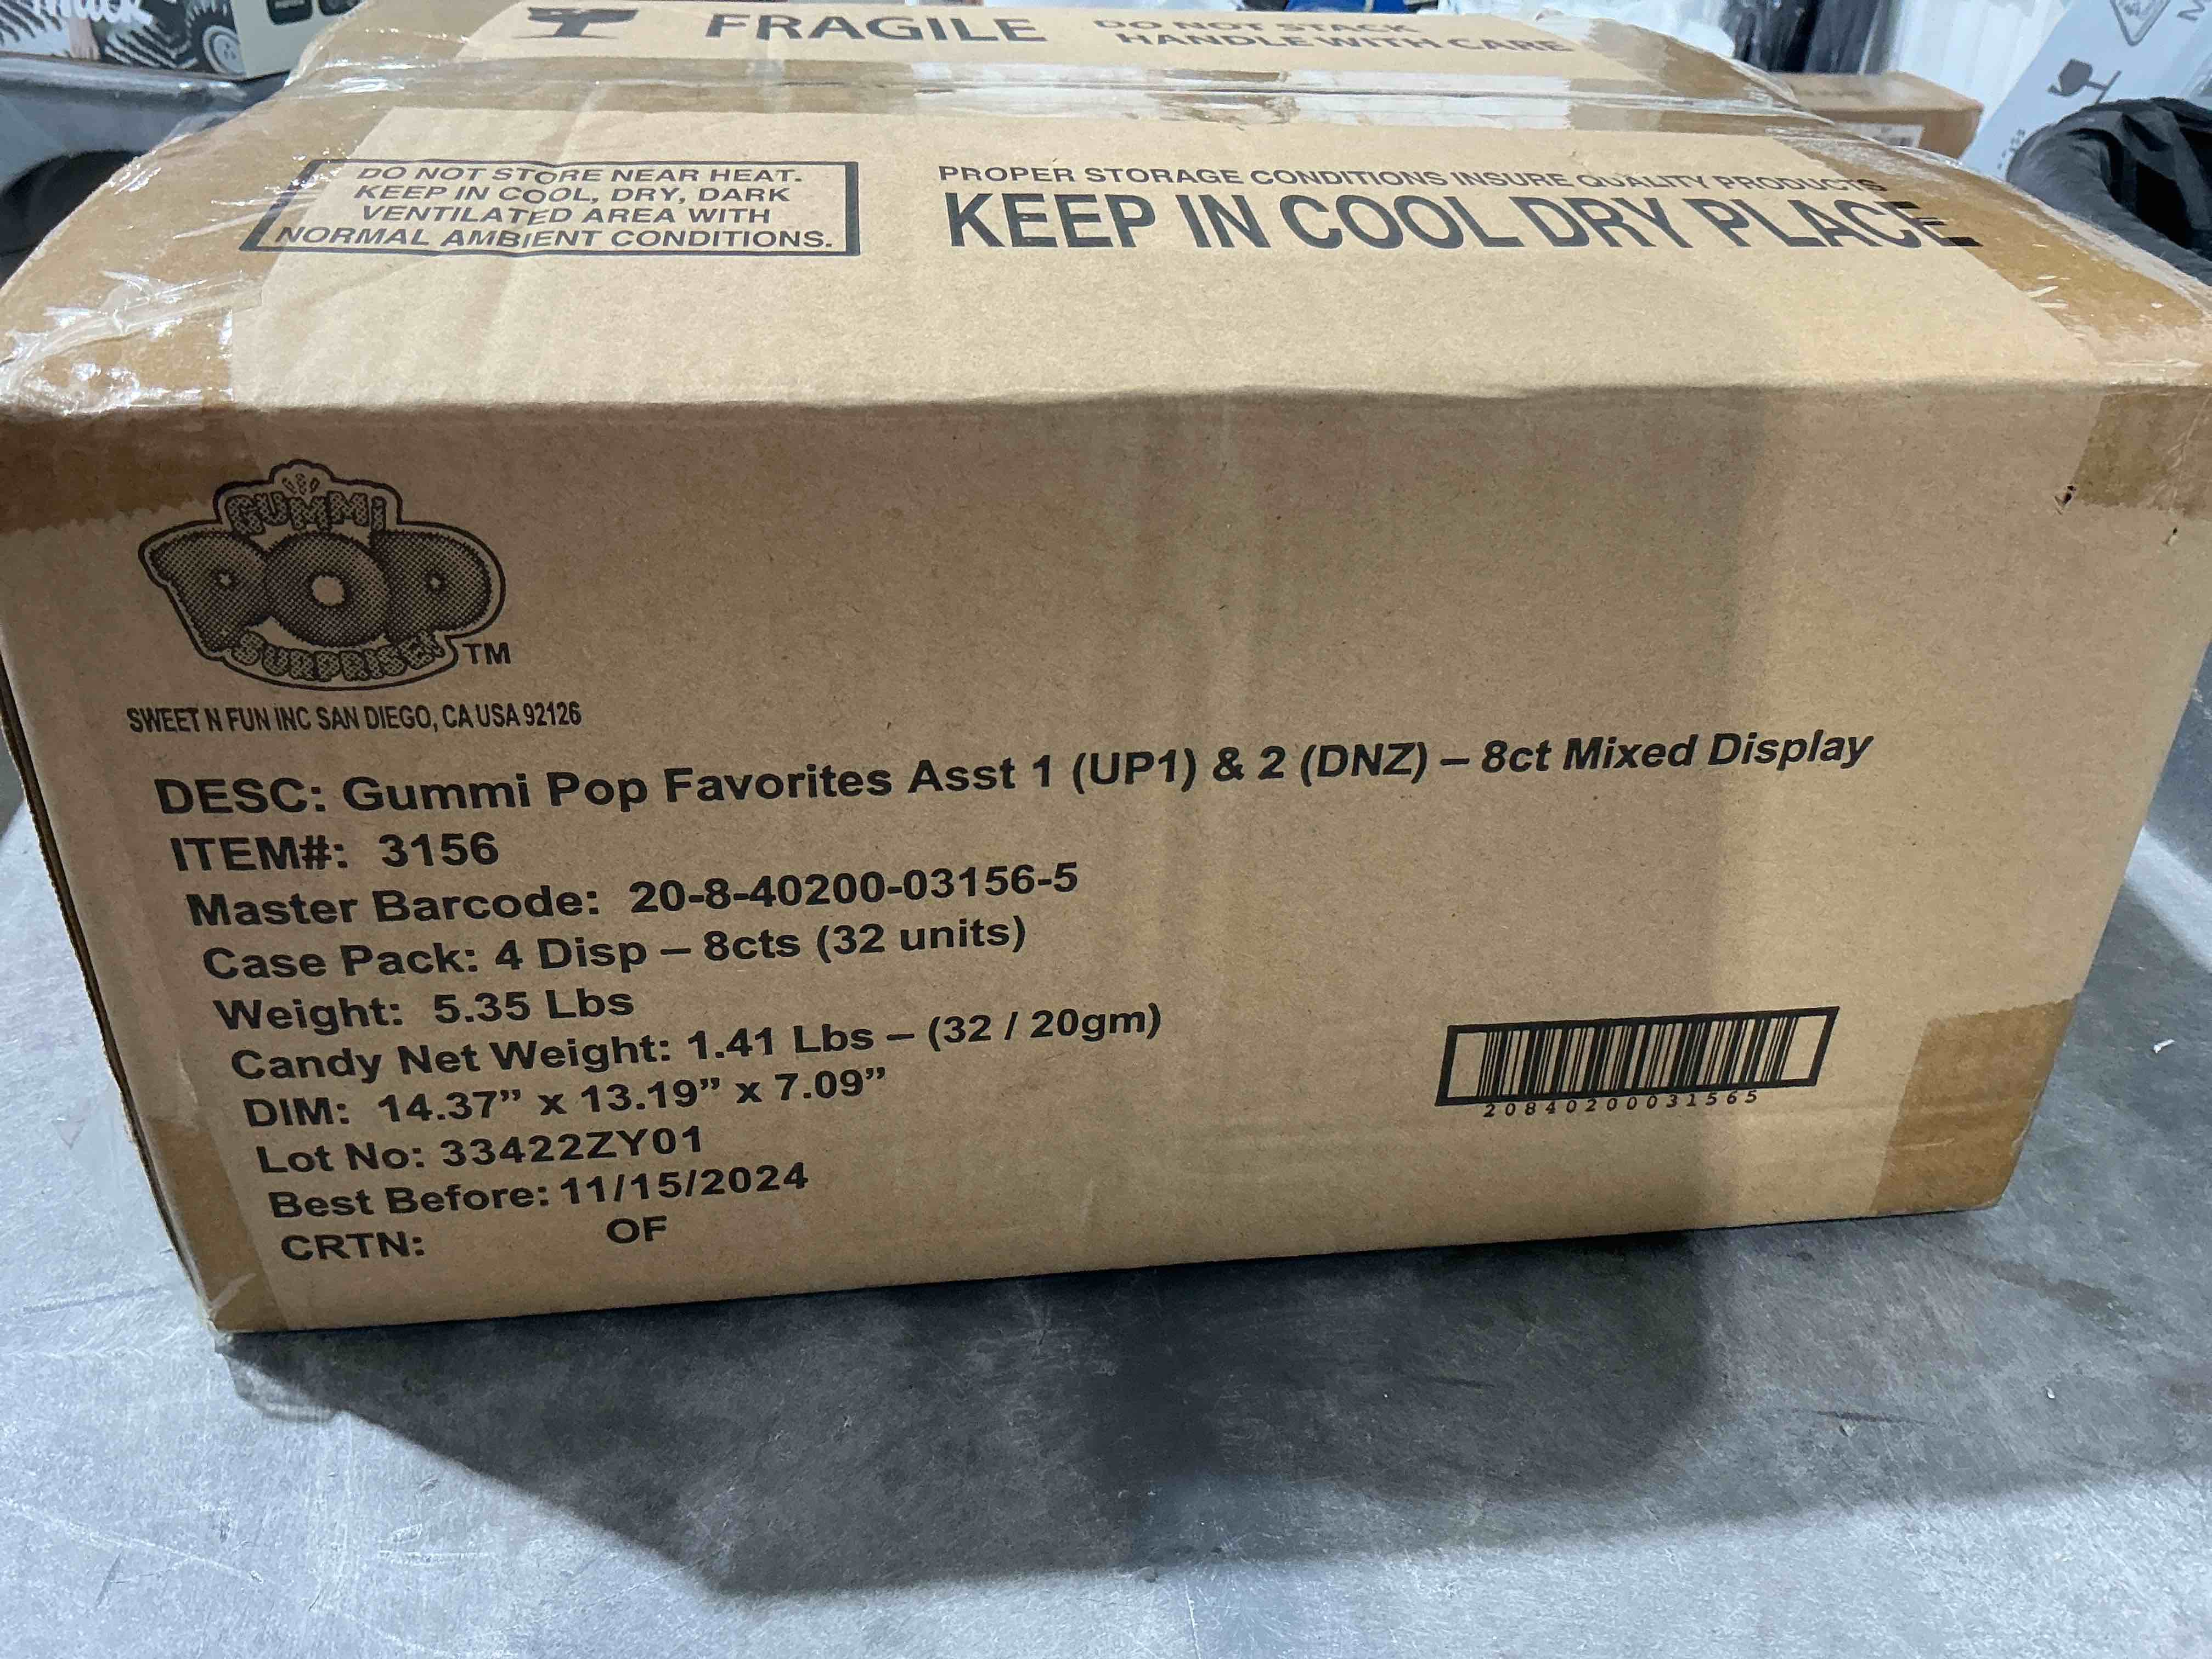 FRAGILE
DO NOT STACK
HANDLE WITH CARE
DO NOT STORE NEAR HEAT.
KEEP IN COOL, DRY, DARK
VENTILATED AREA WITH
NORMAL AMBIENT CONDITIONS.
PROPER STORAGE CONDITIONS INSURE QUALITY PRODUCTS
KEEP IN COOL DRY PLACE
GUMMI
POP
SURPRISE! TM
SWEET N FUN INC SAN DIEGO, CA USA 92126
DESC: Gummi Pop Favorites Asst 1 (UP1) & 2 (DNZ) – 8ct Mixed Display
ITEM#: 3156
Master Barcode: 20-8-40200-03156-5
Case Pack: 4 Disp – 8cts (32 units)
Weight: 5.35 Lbs
Candy Net Weight: 1.41 Lbs – (32 / 20gm)
DIM: 14.37” x 13.19” x 7.09”
Lot No: 33422ZY01
Best Before: 11/15/2024
CRTN: OF
20840200031565